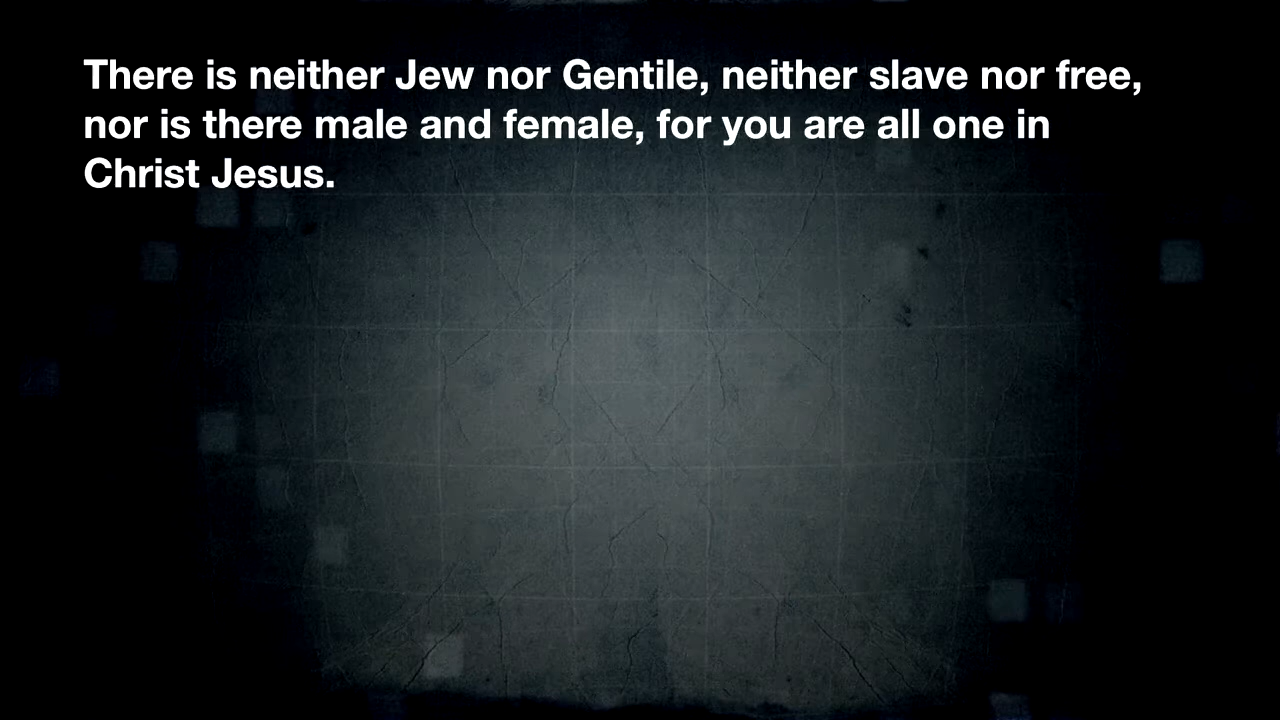 There is neither Jew nor Gentile, neither slave nor free,
nor is there male and female, for you are all one in
Christ Jesus.